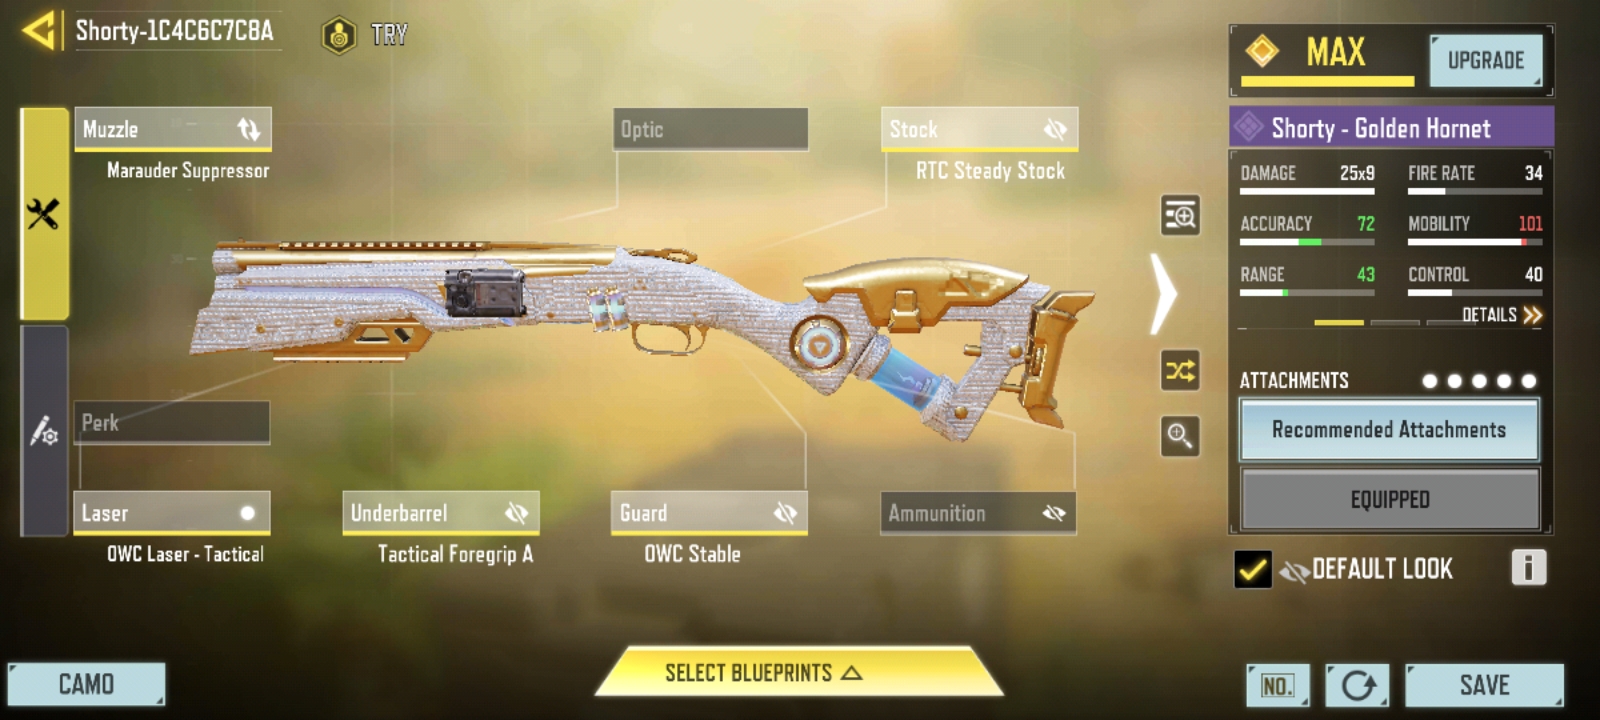 Shorty-1C4C6C7C8A
TRY
MAX
UPGRADE
Muzzle
Marauder Suppressor
Optic
Stock
RTC Steady Stock
Shorty - Golden Hornet
DAMAGE 25x9
FIRE RATE 34
ACCURACY 72
MOBILITY 101
RANGE 43
CONTROL 40
DETAILS
ATTACHMENTS
Recommended Attachments
EQUIPPED
DEFAULT LOOK
i
Perk
Laser
OWC Laser - Tactical
Underbarrel
Tactical Foregrip A
Guard
OWC Stable
Ammunition
CAMO
SELECT BLUEPRINTS
NO.
SAVE